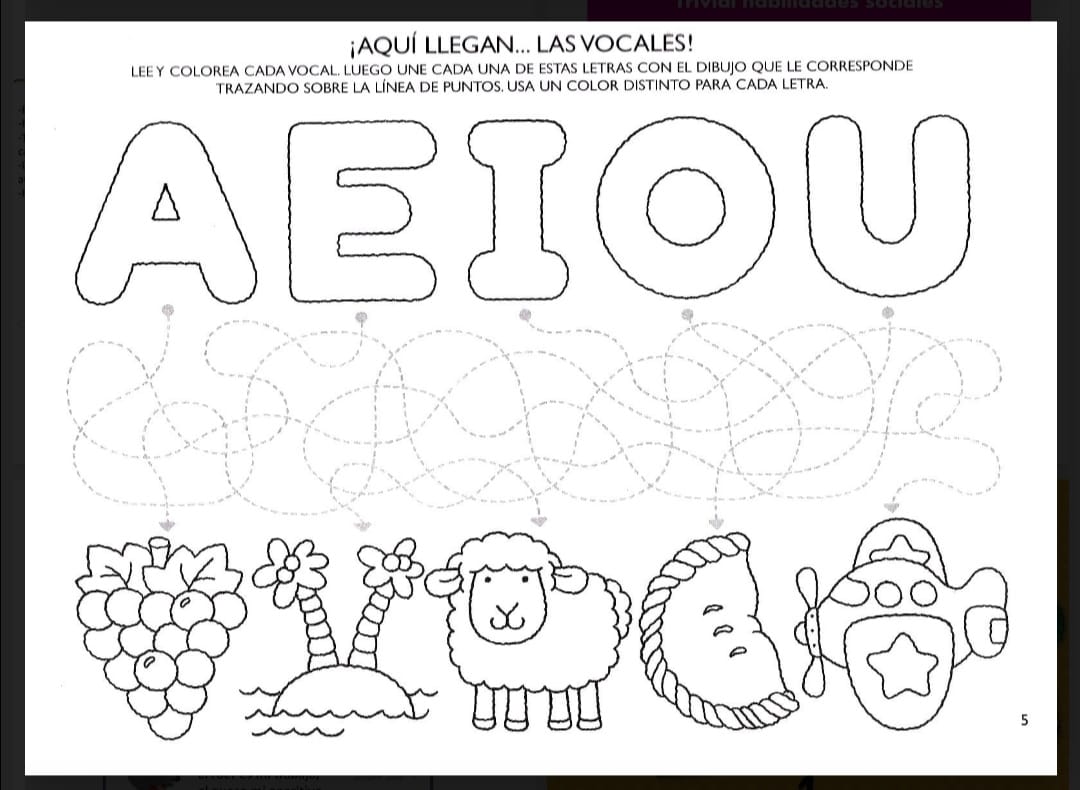 Trivial habilidades sociales
¡AQUÍ LLEGAN... LAS VOCALES!
LEE Y COLOREA CADA VOCAL. LUEGO UNE CADA UNA DE ESTAS LETRAS CON EL DIBUJO QUE LE CORRESPONDE
TRAZANDO SOBRE LA LÍNEA DE PUNTOS. USA UN COLOR DISTINTO PARA CADA LETRA.
A E I O U
5